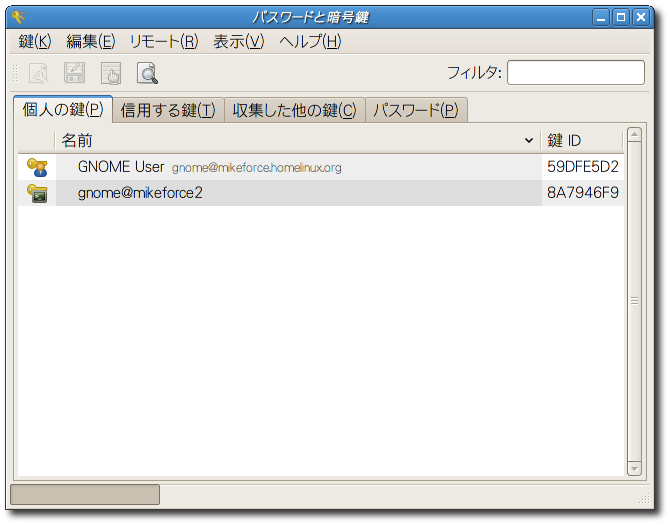 パスワードと暗号鍵
鍵(K) 編集(E) リモート(R) 表示(V) ヘルプ(H)
フィルタ:
個人の鍵(P) 信用する鍵(T) 収集した他の鍵(C) パスワード(P)
名前 鍵 ID
GNOME User gnome@mikeforce.homelinux.org 59DFE5D2
gnome@mikeforce2 8A7946F9